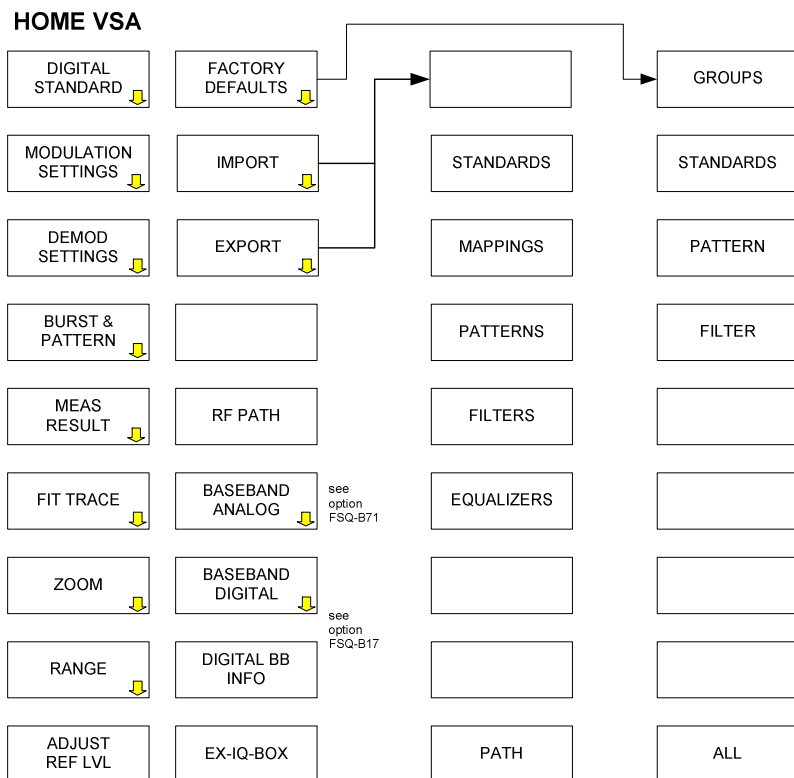 HOME VSA
DIGITAL
STANDARD
FACTORY
DEFAULTS
GROUPS
MODULATION
SETTINGS
IMPORT
STANDARDS
STANDARDS
DEMOD
SETTINGS
EXPORT
MAPPINGS
PATTERN
BURST &
PATTERN
PATTERNS
FILTER
MEAS
RESULT
RF PATH
FILTERS
FIT TRACE
BASEBAND
ANALOG
see
option
FSQ-B71
EQUALIZERS
ZOOM
BASEBAND
DIGITAL
see
option
FSQ-B17
RANGE
DIGITAL BB
INFO
ADJUST
REF LVL
EX-IQ-BOX
PATH
ALL